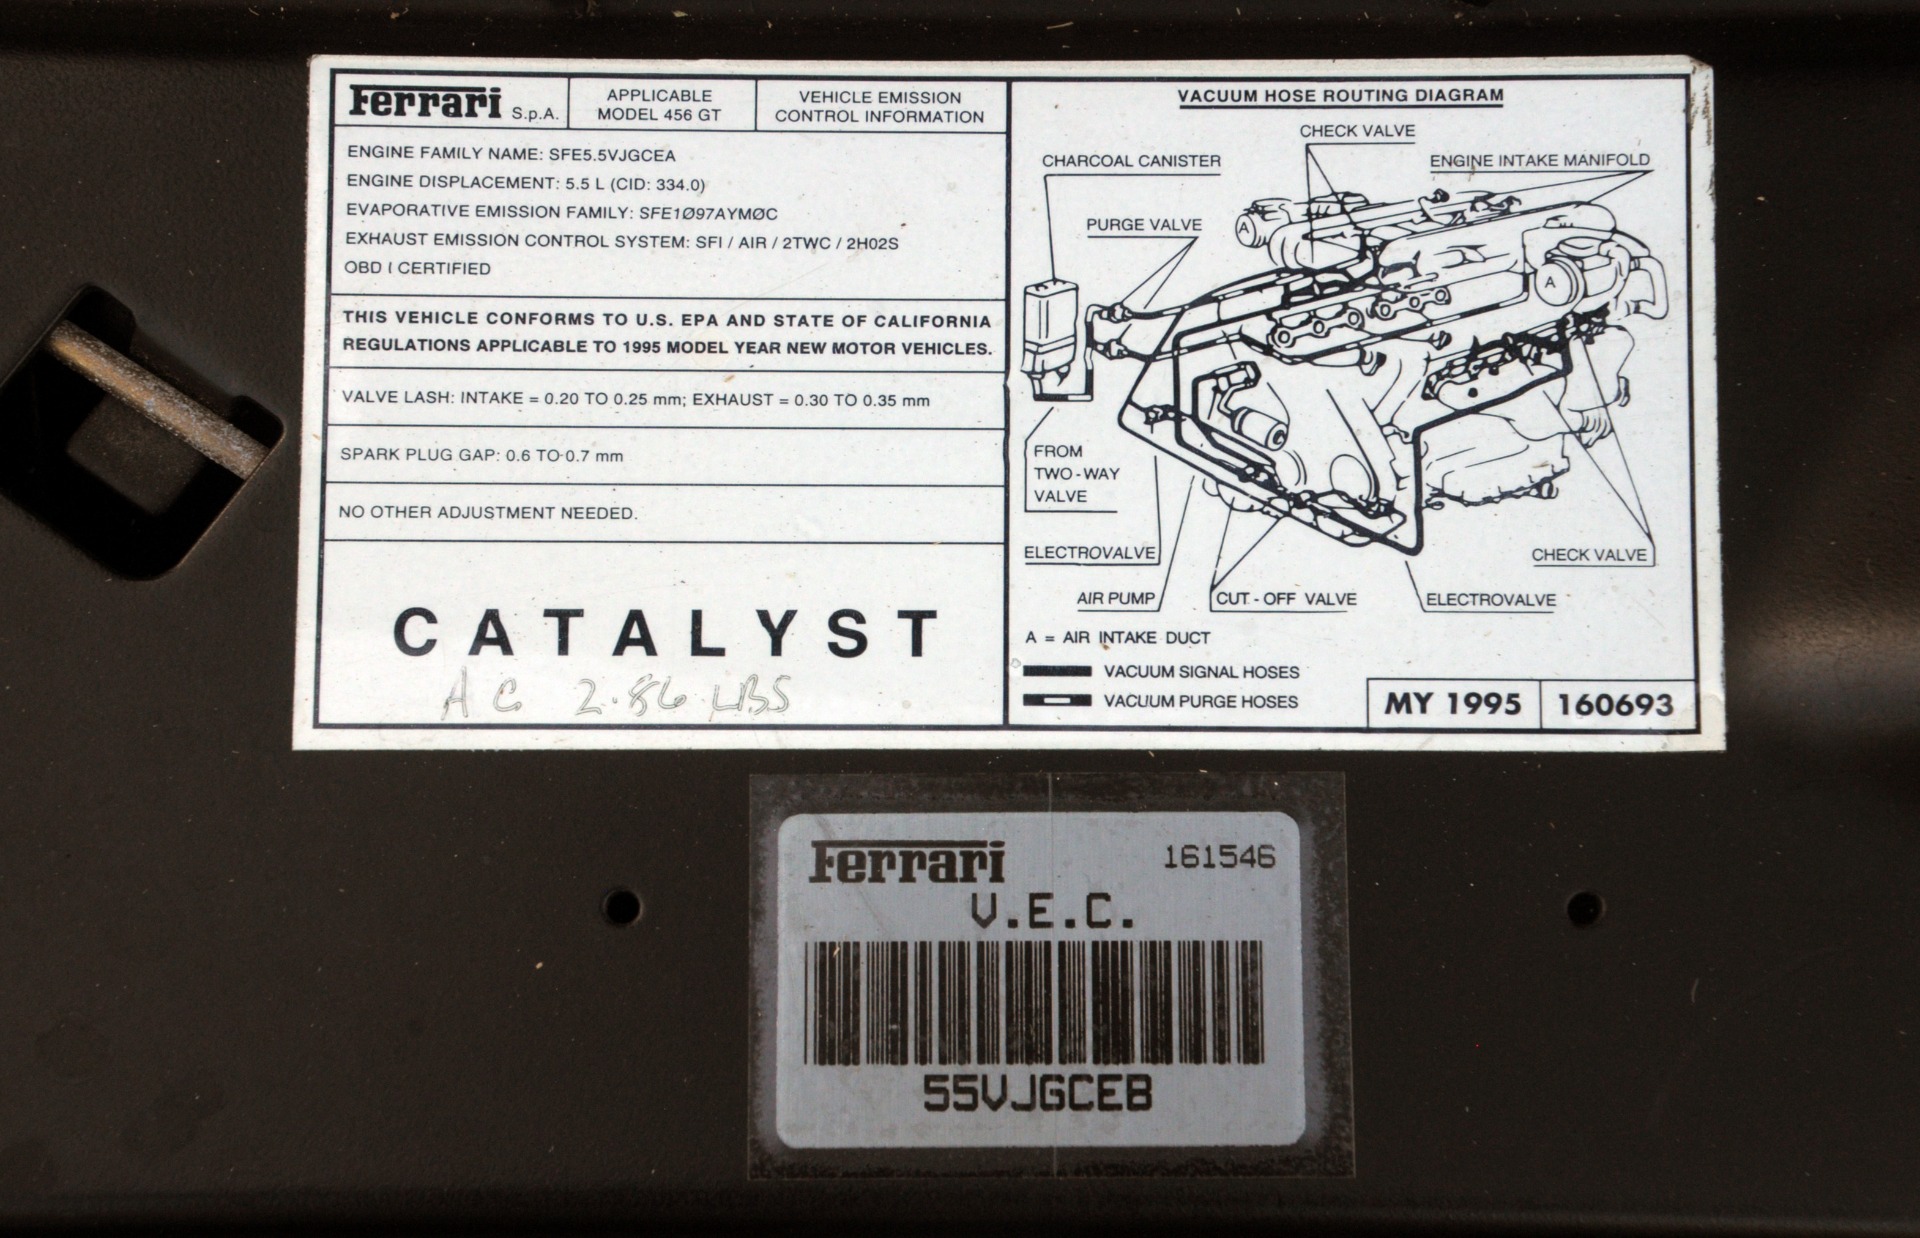 Ferrari S.p.A.
APPLICABLE
MODEL 456 GT
VEHICLE EMISSION
CONTROL INFORMATION
ENGINE FAMILY NAME: SFE5.5VJGCEA
ENGINE DISPLACEMENT: 5.5 L (CID: 334.0)
EVAPORATIVE EMISSION FAMILY: SFE1Ø97AYMØC
EXHAUST EMISSION CONTROL SYSTEM: SFI / AIR / 2TWC / 2H02S
OBD I CERTIFIED
THIS VEHICLE CONFORMS TO U.S. EPA AND STATE OF CALIFORNIA
REGULATIONS APPLICABLE TO 1995 MODEL YEAR NEW MOTOR VEHICLES.
VALVE LASH: INTAKE = 0.20 TO 0.25 mm; EXHAUST = 0.30 TO 0.35 mm
SPARK PLUG GAP: 0.6 TO 0.7 mm
NO OTHER ADJUSTMENT NEEDED.
CATALYST
AC 2.86 LBS
VACUUM HOSE ROUTING DIAGRAM
CHECK VALVE
CHARCOAL CANISTER
ENGINE INTAKE MANIFOLD
PURGE VALVE
A
A
FROM
TWO-WAY
VALVE
ELECTROVALVE
CHECK VALVE
AIR PUMP
CUT-OFF VALVE
ELECTROVALVE
A = AIR INTAKE DUCT
VACUUM SIGNAL HOSES
VACUUM PURGE HOSES
MY 1995
160693
Ferrari
161546
V.E.C.
55VJGCEB